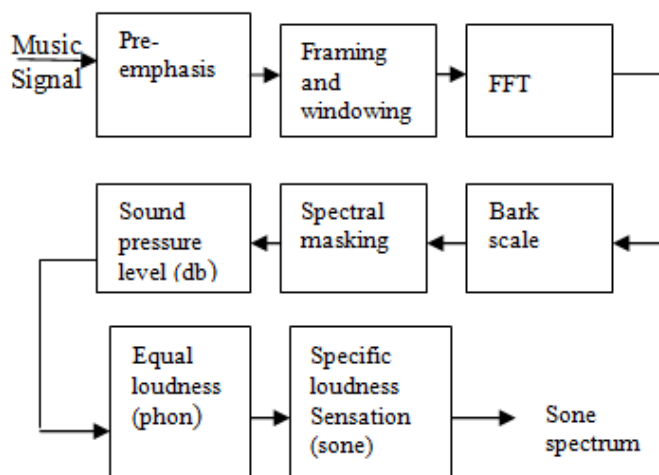 Music
Signal
Pre-
emphasis
Framing
and
windowing
FFT
Sound
pressure
level (db)
Spectral
masking
Bark
scale
Equal
loudness
(phon)
Specific
loudness
Sensation
(sone)
Sone
spectrum